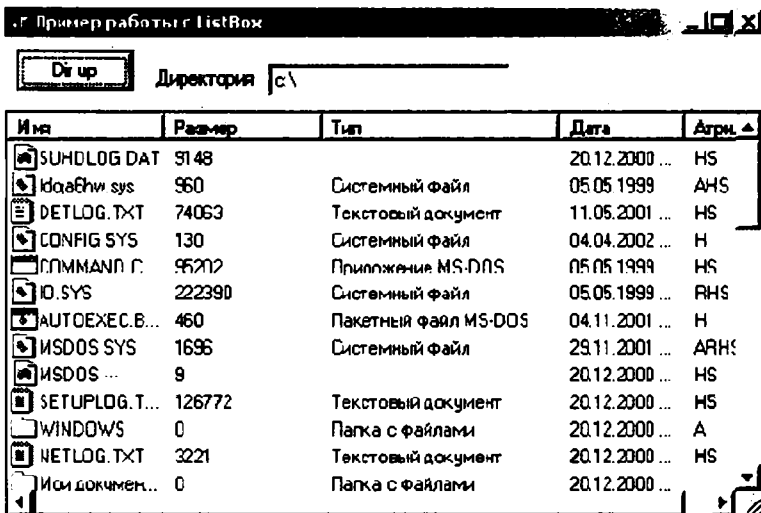 Пример работы с ListBox
Dir up Директория c:\
Имя Размер Тип Дата
SUHDLOG DAT 9148 20.12.2000 ... HS
sys 960 Системный файл 05.05.1999 AHS
DETLOG.TXT 74063 Текстовый документ 11.05.2001 ... HS
CONFIG SYS 130 Системный файл 04.04.2002 ... H
COMMAND C. 95202 Приложение MS-DOS 05.05.1999 HS
IO.SYS 222390 Системный файл 05.05.1999 ... RHS
AUTOEXEC.B... 460 Пакетный файл MS-DOS 04.11.2001 ... H
MSDOS SYS 1696 Системный файл 29.11.2001 ... ARHS
MSDOS --- 9 20.12.2000 ... HS
SETUPLOG.T... 126772 Текстовый документ 20.12.2000 ... HS
WINDOWS 0 Папка с файлами 20.12.2000 ... A
NETLOG.TXT 3221 Текстовый документ 20.12.2000 ... HS
Мои докумен... 0 Папка с файлами 20.12.2000 ...